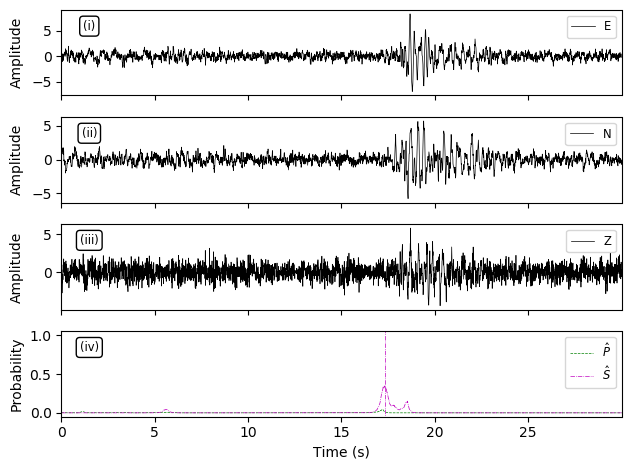 (i)
E
Amplitude
5
0
−5
(ii)
N
Amplitude
5
0
−5
(iii)
Z
Amplitude
5
0
(iv)
P̂
Ŝ
Probability
1.0
0.5
0.0
0 5 10 15 20 25
Time (s)